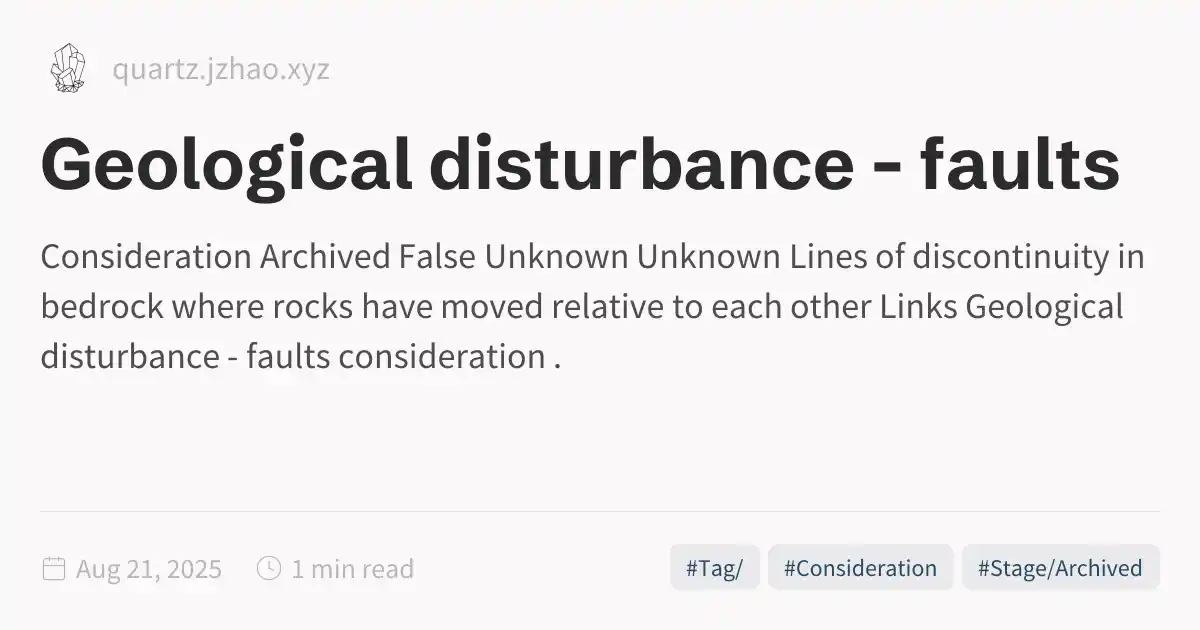 quartz.jzhao.xyz
Geological disturbance - faults
Consideration Archived False Unknown Unknown Lines of discontinuity in
bedrock where rocks have moved relative to each other Links Geological
disturbance - faults consideration .
Aug 21, 2025 1 min read #Tag/ #Consideration #Stage/Archived